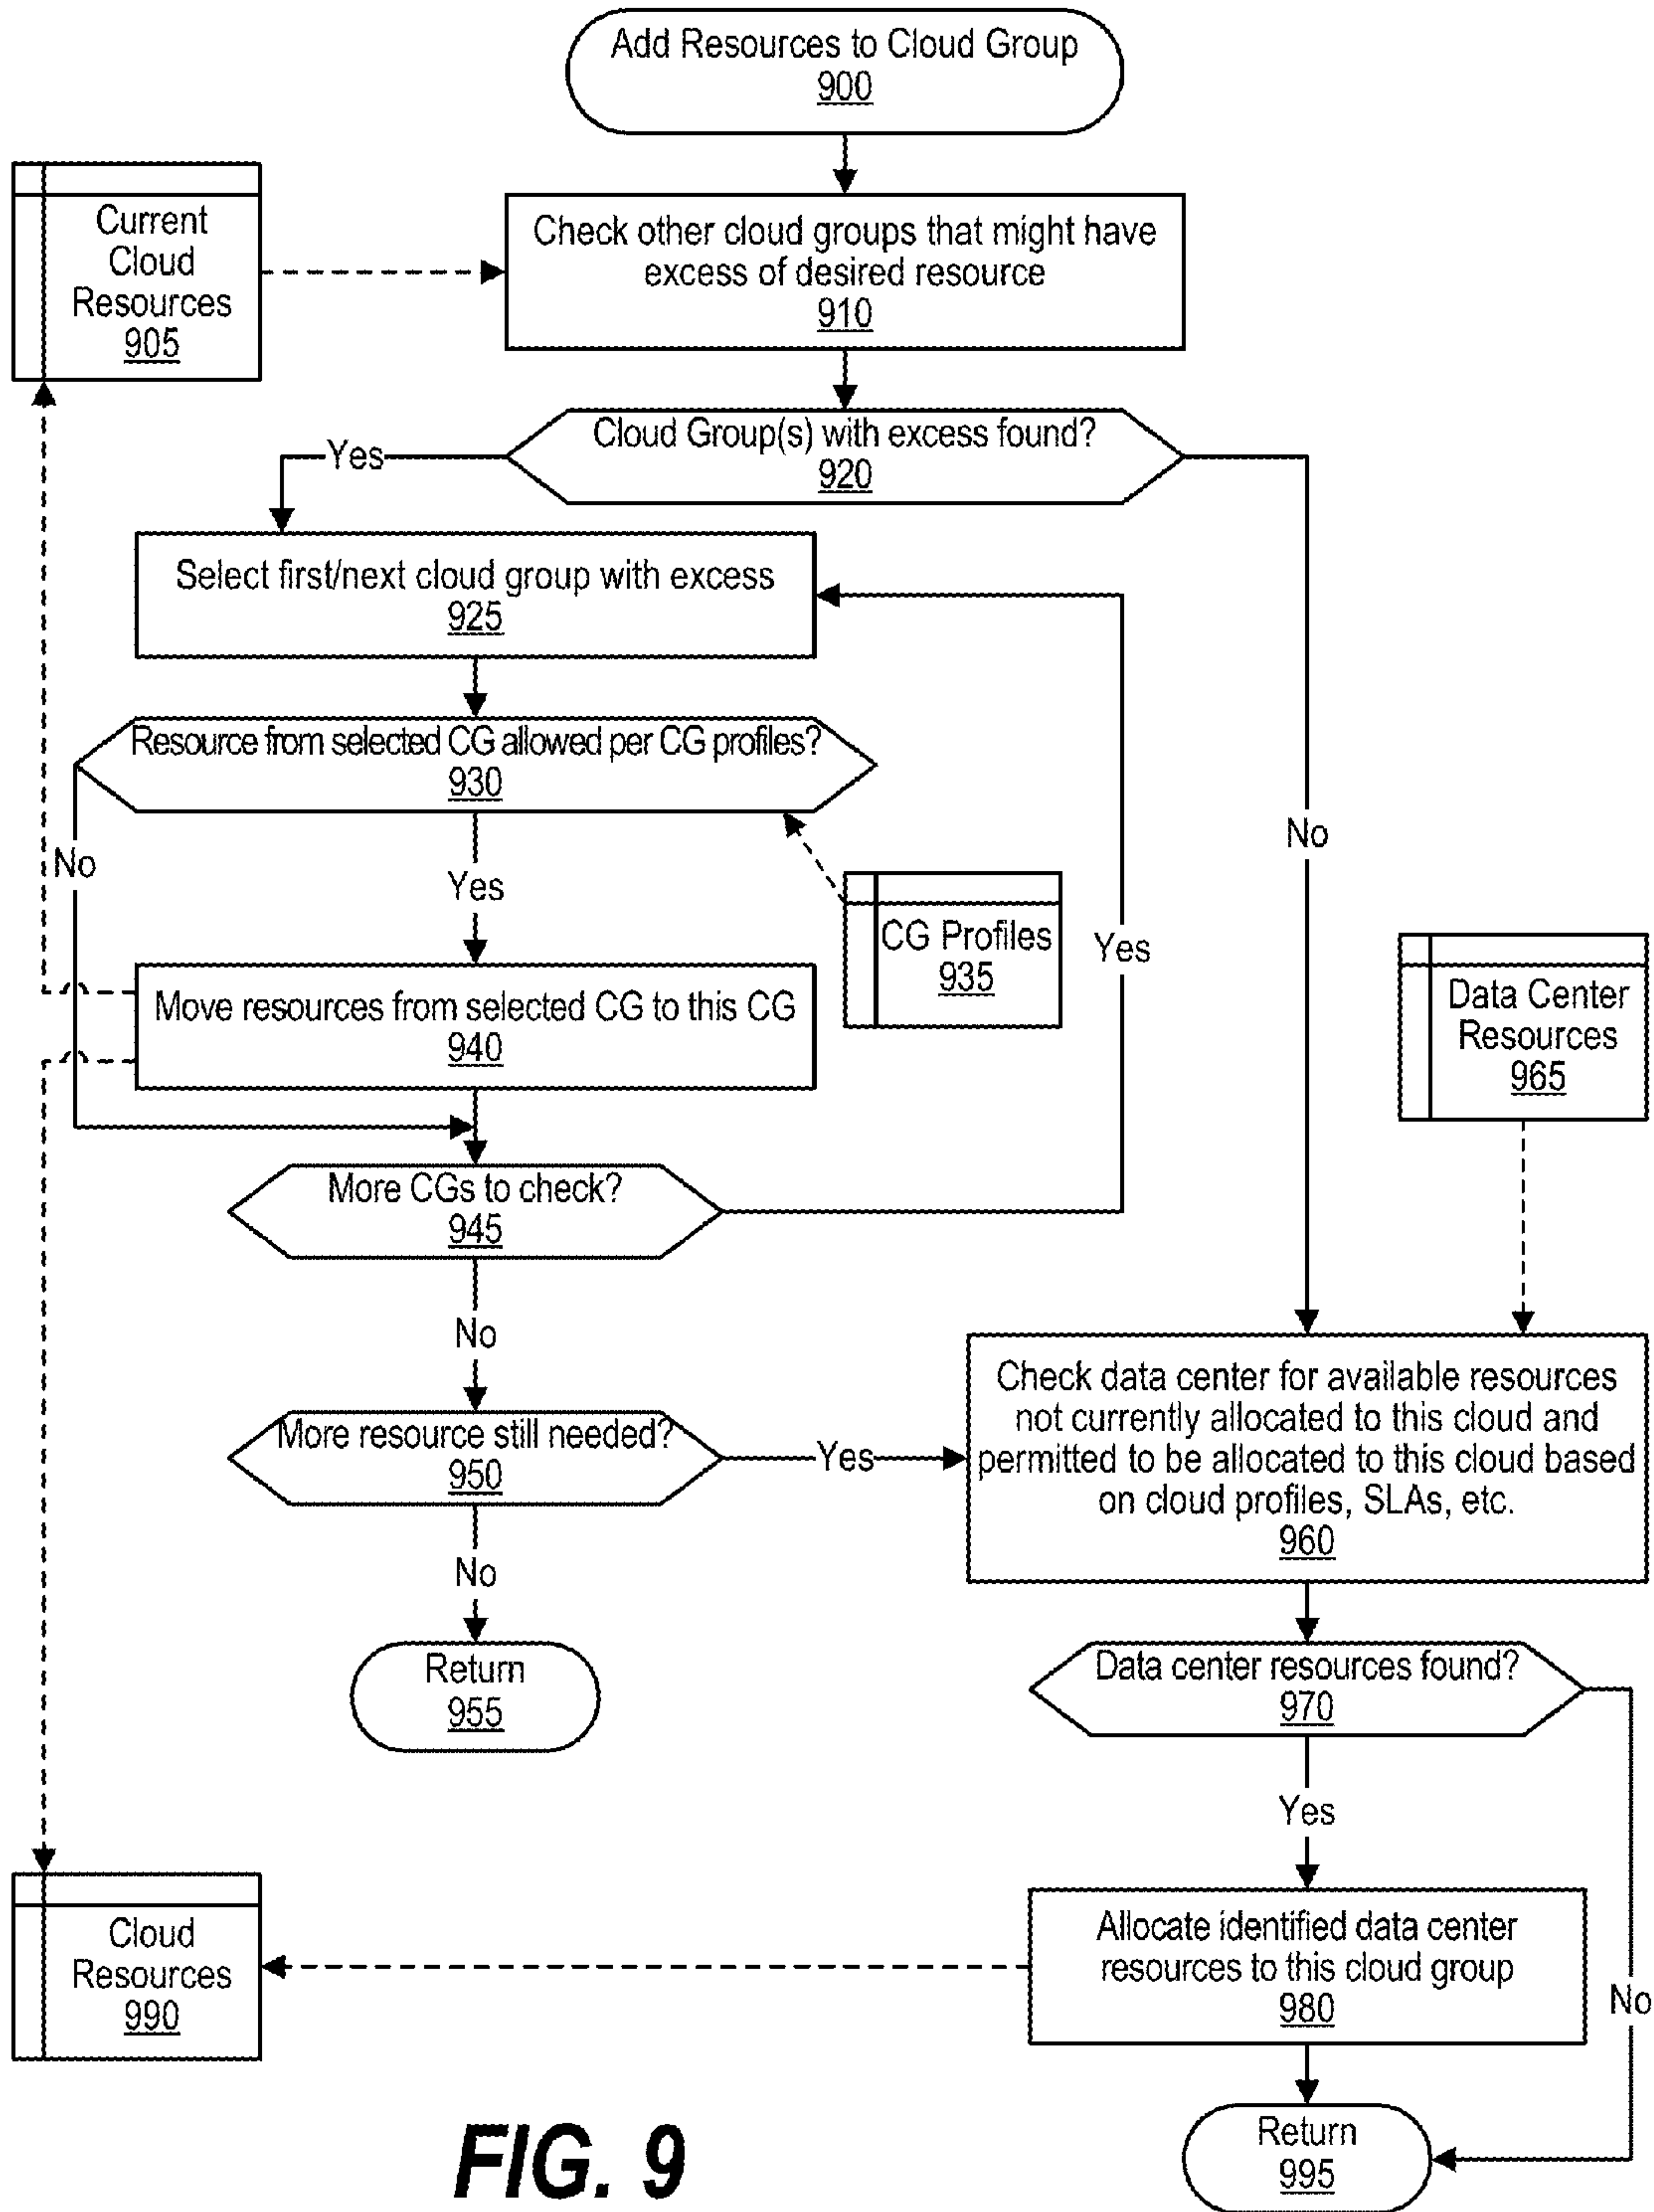 Add Resources to Cloud Group
900
Current
Cloud
Resources
905
Check other cloud groups that might have
excess of desired resource
910
Cloud Group(s) with excess found?
920
Yes
No
Select first/next cloud group with excess
925
Resource from selected CG allowed per CG profiles?
930
No
Yes
CG Profiles
935
Yes
Move resources from selected CG to this CG
940
Data Center
Resources
965
More CGs to check?
945
No
More resource still needed?
950
Yes
Check data center for available resources
not currently allocated to this cloud and
permitted to be allocated to this cloud based
on cloud profiles, SLAs, etc.
960
No
Return
955
Data center resources found?
970
Yes
No
Cloud
Resources
990
Allocate identified data center
resources to this cloud group
980
Return
995
FIG. 9